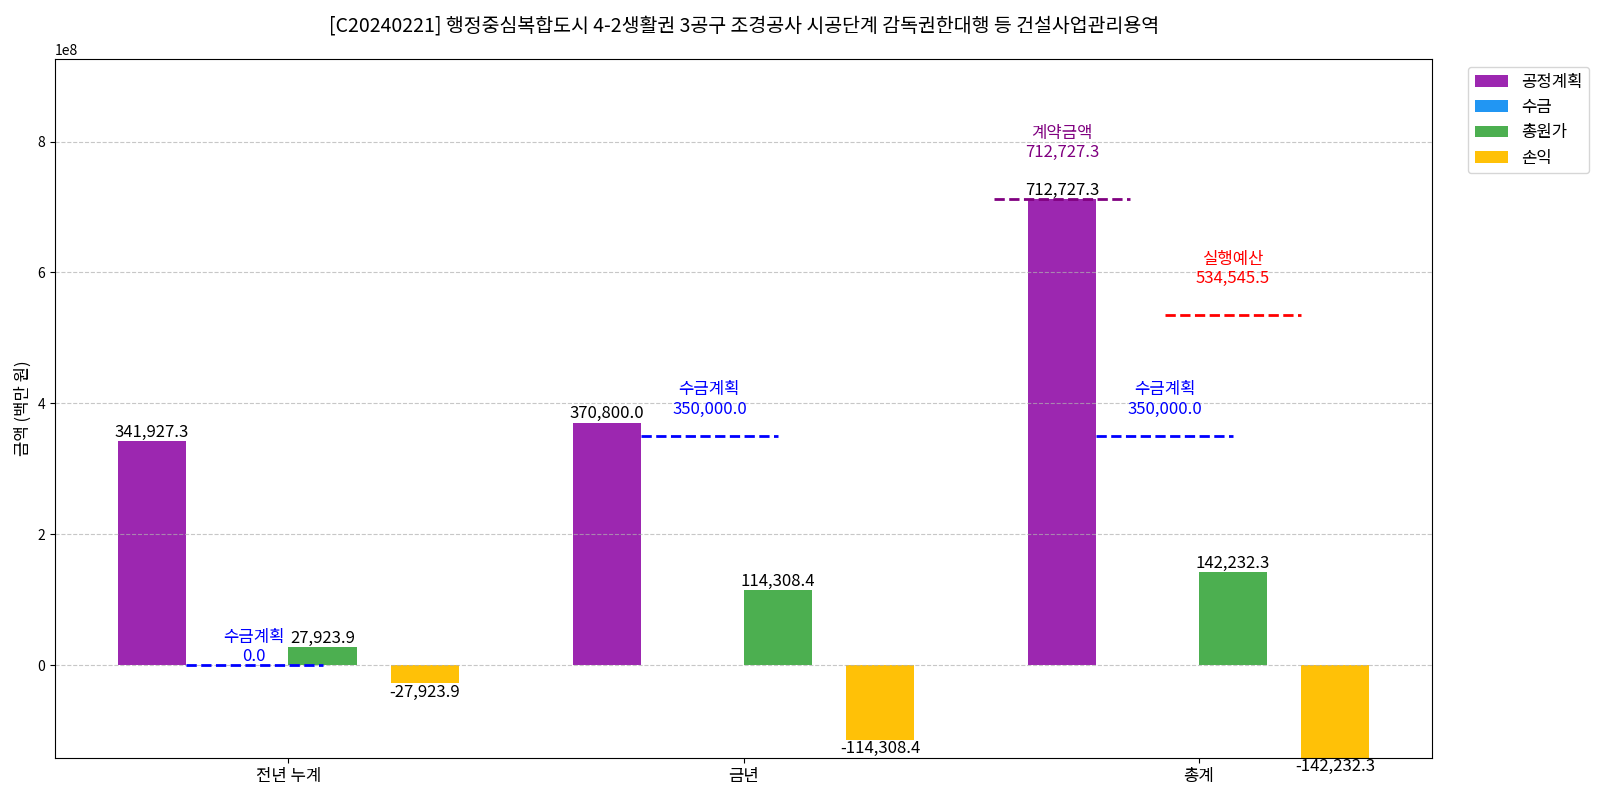 [C20240221] 행정중심복합도시 4-2생활권 3공구 조경공사 시공단계 감독권한대행 등 건설사업관리용역
1e8
공정계획
수금
총원가
손익
8
6
4
2
0
금액 (백만 원)
계약금액
712,727.3
712,727.3
실행예산
534,545.5
수금계획
350,000.0
수금계획
350,000.0
370,800.0
341,927.3
142,232.3
114,308.4
수금계획
0.0
27,923.9
-27,923.9
-114,308.4
-142,232.3
전년 누계
금년
총계